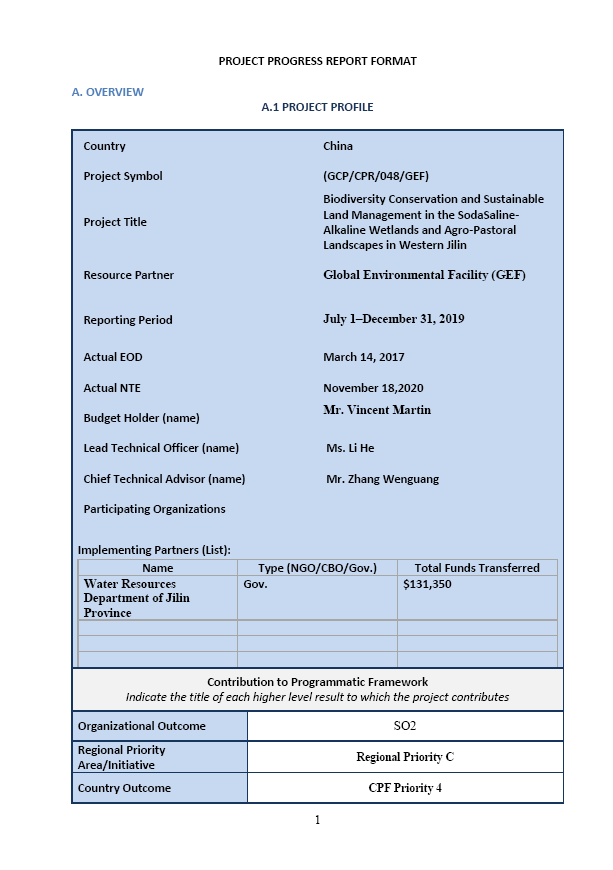 PROJECT PROGRESS REPORT FORMAT
A. OVERVIEW
A.1 PROJECT PROFILE
Country China
Project Symbol (GCP/CPR/048/GEF)
Project Title Biodiversity Conservation and Sustainable
Land Management in the SodaSaline-
Alkaline Wetlands and Agro-Pastoral
Landscapes in Western Jilin
Resource Partner Global Environmental Facility (GEF)
Reporting Period July 1–December 31, 2019
Actual EOD March 14, 2017
Actual NTE November 18,2020
Budget Holder (name) Mr. Vincent Martin
Lead Technical Officer (name) Ms. Li He
Chief Technical Advisor (name) Mr. Zhang Wenguang
Participating Organizations
Implementing Partners (List):
Name Type (NGO/CBO/Gov.) Total Funds Transferred
Water Resources Gov. $131,350
Department of Jilin
Province
Contribution to Programmatic Framework
Indicate the title of each higher level result to which the project contributes
Organizational Outcome SO2
Regional Priority
Area/Initiative Regional Priority C
Country Outcome CPF Priority 4
1